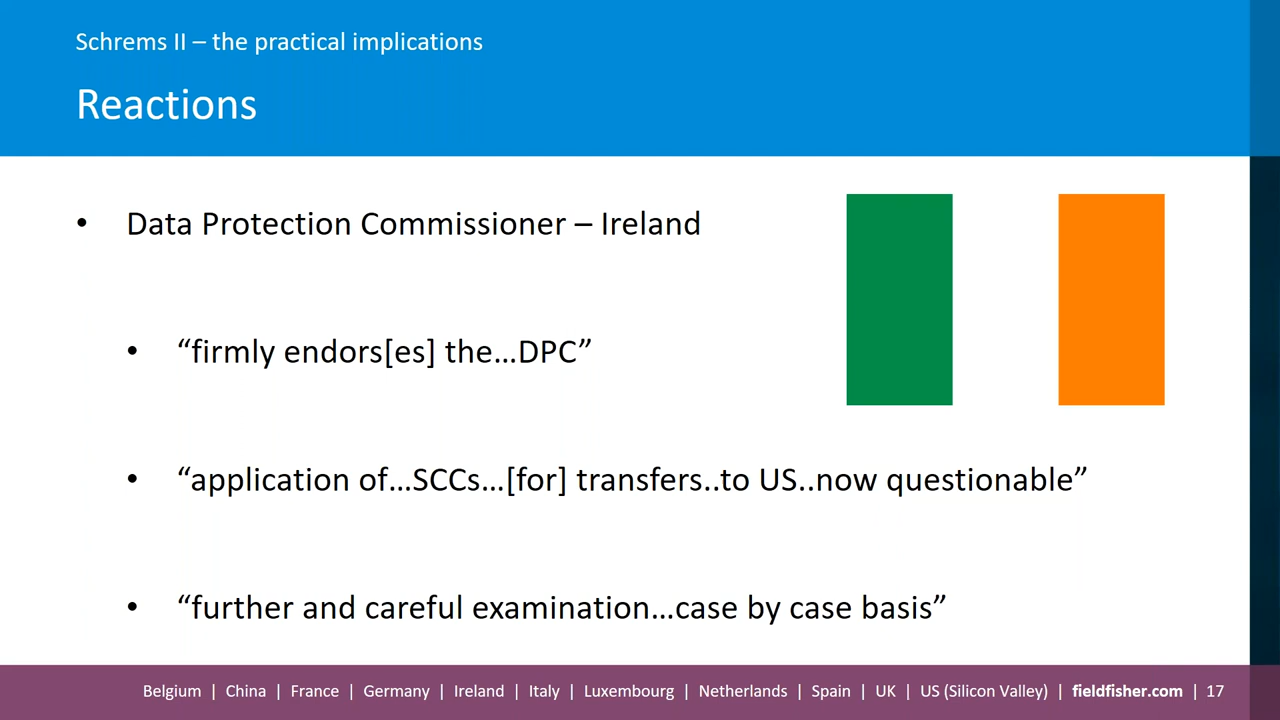 Schrems II – the practical implications
Reactions
• Data Protection Commissioner – Ireland
• “firmly endors[es] the…DPC”
• “application of…SCCs…[for] transfers..to US..now questionable”
• “further and careful examination…case by case basis”
Belgium | China | France | Germany | Ireland | Italy | Luxembourg | Netherlands | Spain | UK | US (Silicon Valley) | fieldfisher.com | 17